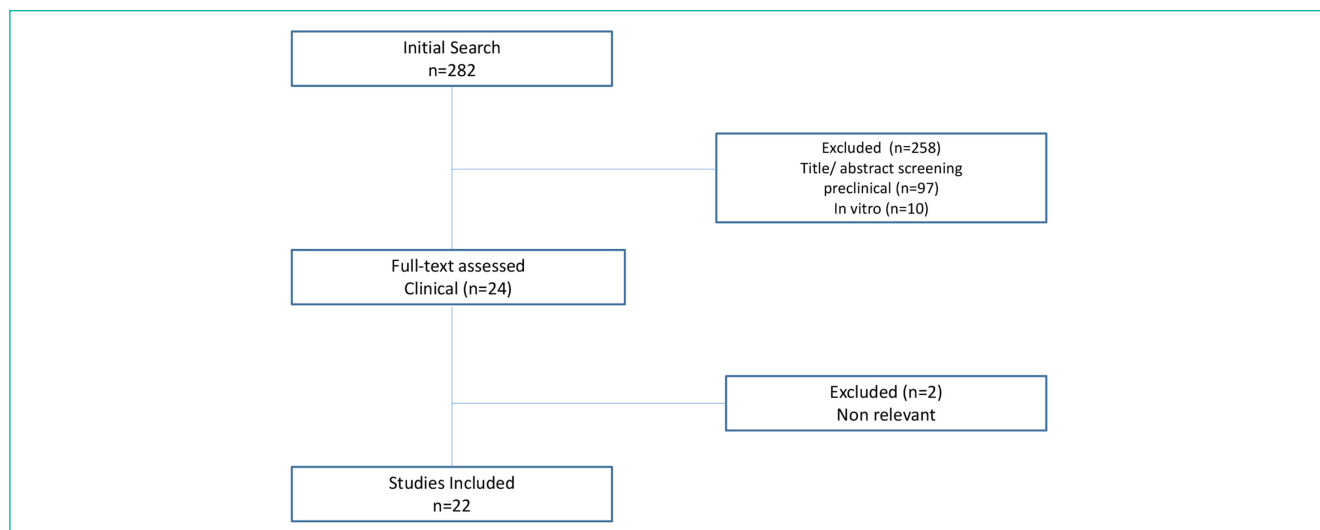 Initial Search
n=282
Excluded (n=258)
Title/ abstract screening
preclinical (n=97)
In vitro (n=10)
Full-text assessed
Clinical (n=24)
Excluded (n=2)
Non relevant
Studies Included
n=22